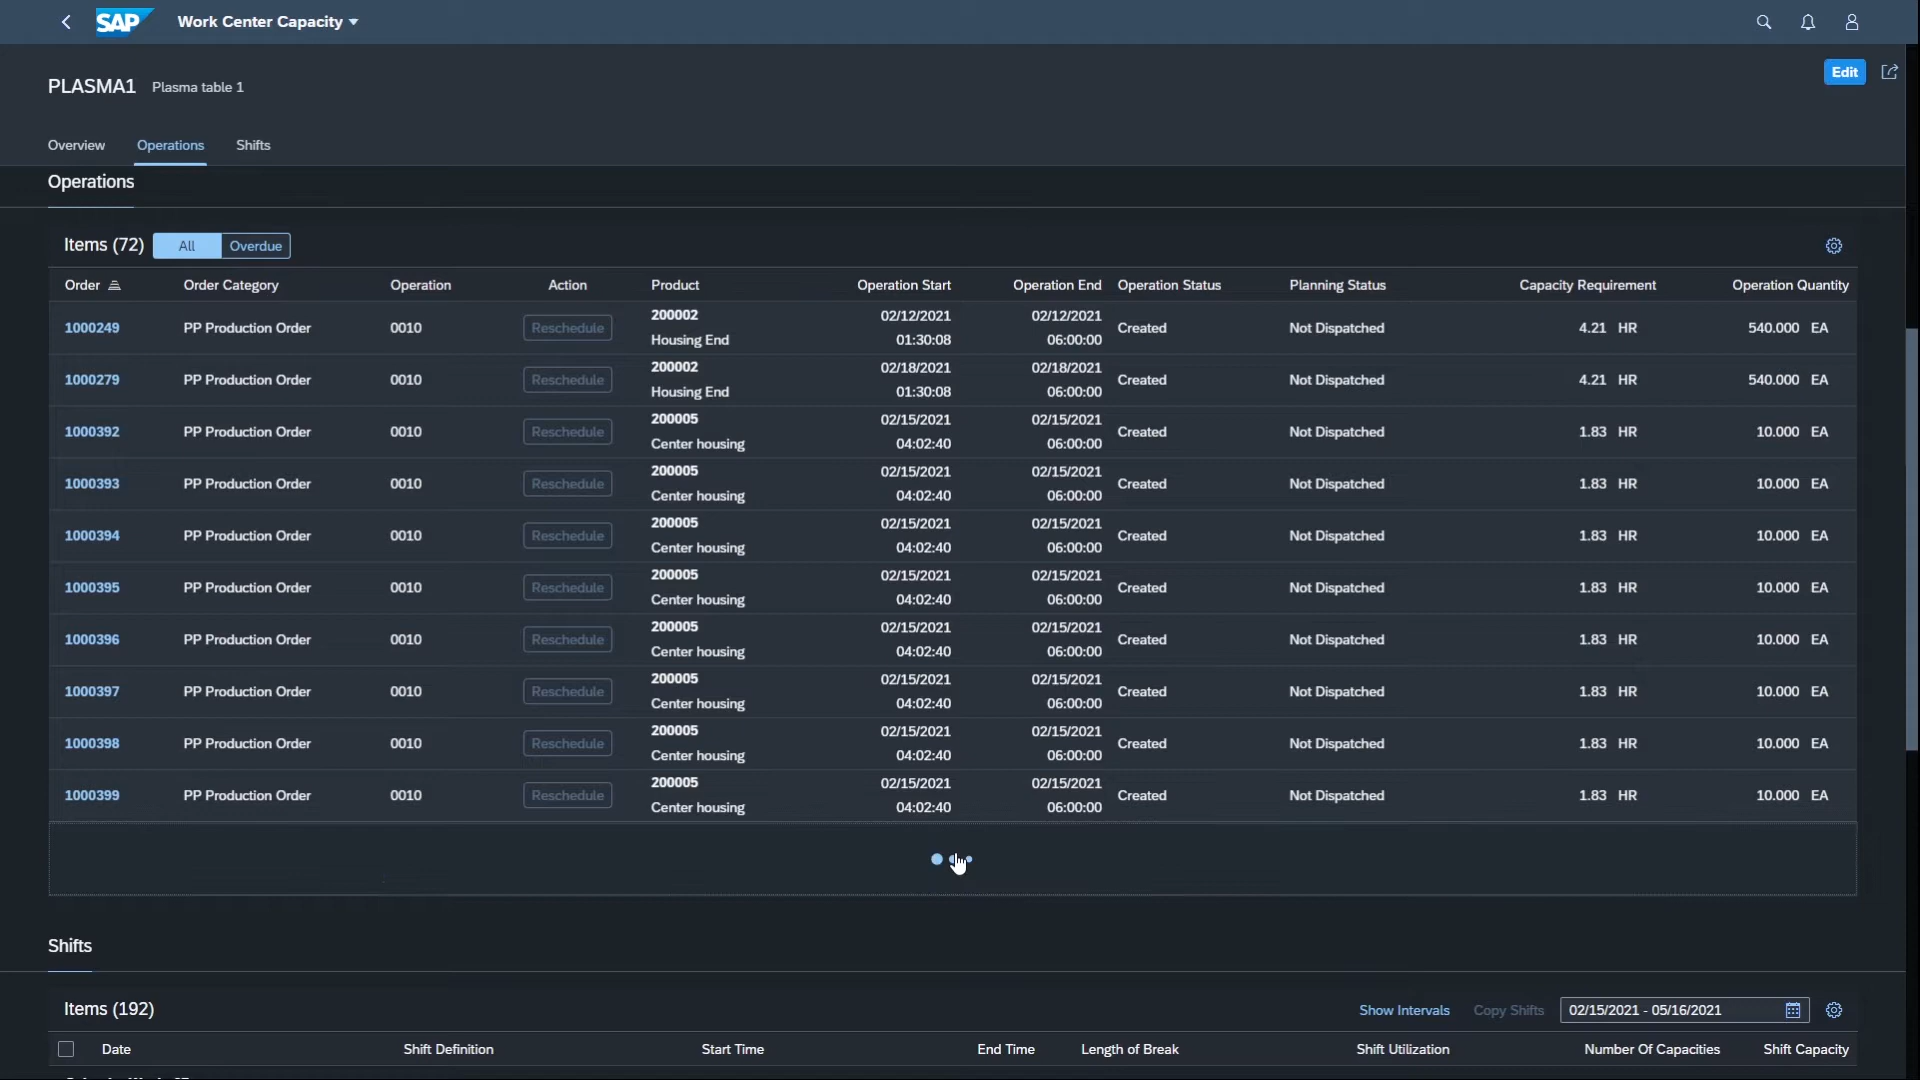 SAP Work Center Capacity
PLASMA1 Plasma table 1
Edit
Overview Operations Shifts
Operations
Items (72) All Overdue
Order Order Category Operation Action Product Operation Start Operation End Operation Status Planning Status Capacity Requirement Operation Quantity
1000249 PP Production Order 0010 Reschedule 200002 02/12/2021 02/12/2021 Created Not Dispatched 4.21 HR 540.000 EA
Housing End 01:30:08 06:00:00
1000279 PP Production Order 0010 Reschedule 200002 02/18/2021 02/18/2021 Created Not Dispatched 4.21 HR 540.000 EA
Housing End 01:30:08 06:00:00
1000392 PP Production Order 0010 Reschedule 200005 02/15/2021 02/15/2021 Created Not Dispatched 1.83 HR 10.000 EA
Center housing 04:02:40 06:00:00
1000393 PP Production Order 0010 Reschedule 200005 02/15/2021 02/15/2021 Created Not Dispatched 1.83 HR 10.000 EA
Center housing 04:02:40 06:00:00
1000394 PP Production Order 0010 Reschedule 200005 02/15/2021 02/15/2021 Created Not Dispatched 1.83 HR 10.000 EA
Center housing 04:02:40 06:00:00
1000395 PP Production Order 0010 Reschedule 200005 02/15/2021 02/15/2021 Created Not Dispatched 1.83 HR 10.000 EA
Center housing 04:02:40 06:00:00
1000396 PP Production Order 0010 Reschedule 200005 02/15/2021 02/15/2021 Created Not Dispatched 1.83 HR 10.000 EA
Center housing 04:02:40 06:00:00
1000397 PP Production Order 0010 Reschedule 200005 02/15/2021 02/15/2021 Created Not Dispatched 1.83 HR 10.000 EA
Center housing 04:02:40 06:00:00
1000398 PP Production Order 0010 Reschedule 200005 02/15/2021 02/15/2021 Created Not Dispatched 1.83 HR 10.000 EA
Center housing 04:02:40 06:00:00
1000399 PP Production Order 0010 Reschedule 200005 02/15/2021 02/15/2021 Created Not Dispatched 1.83 HR 10.000 EA
Center housing 04:02:40 06:00:00
Shifts
Items (192) Show Intervals Copy Shifts 02/15/2021 - 05/16/2021
Date Shift Definition Start Time End Time Length of Break Shift Utilization Number Of Capacities Shift Capacity